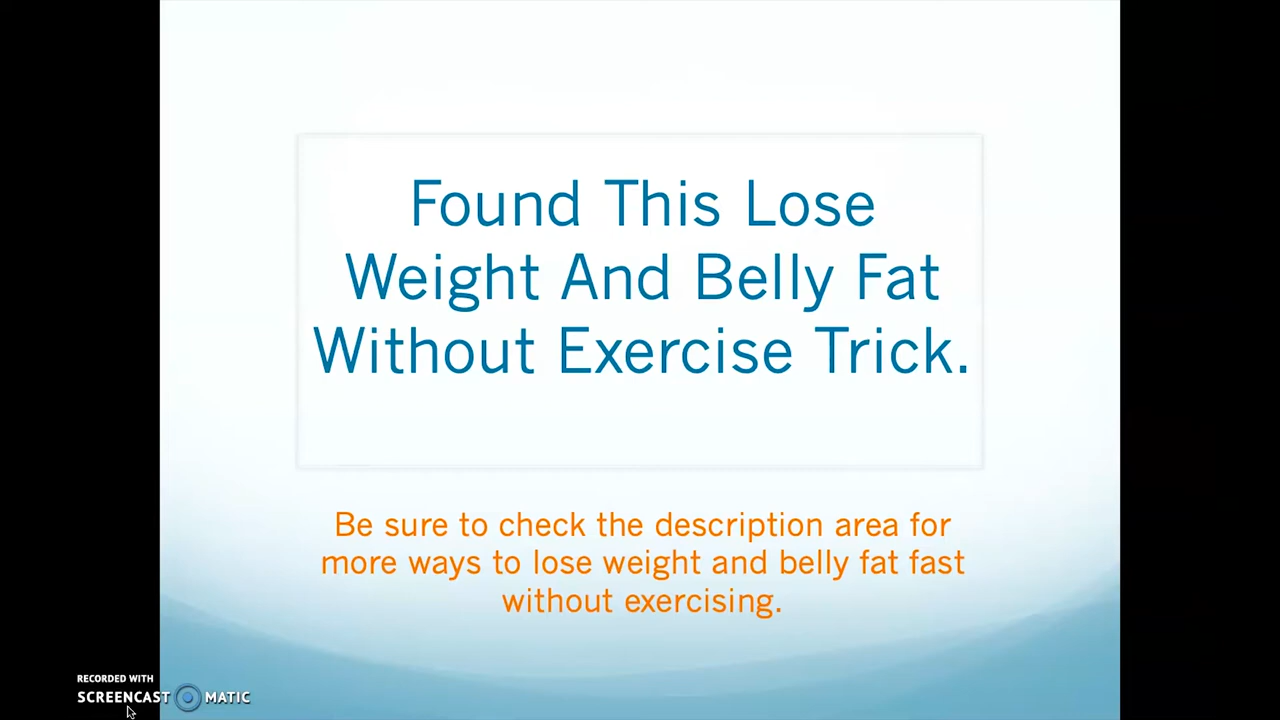 Found This Lose
Weight And Belly Fat
Without Exercise Trick.
Be sure to check the description area for
more ways to lose weight and belly fat fast
without exercising.
RECORDED WITH
SCREENCAST MATIC